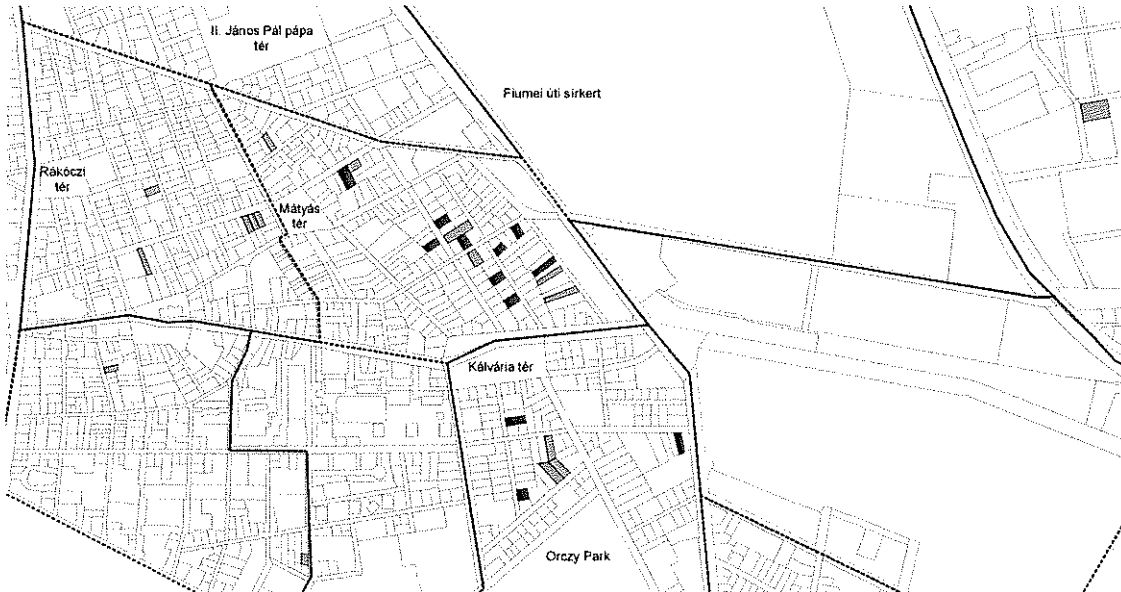 II. János Pál pápa
tér
Fiumei úti sírkert
Rákóczi
tér
Mátyás
tér
Kálvária tér
Orczy Park